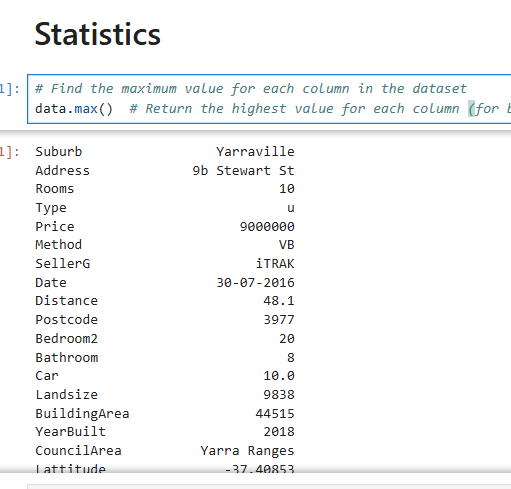 Statistics
1]: # Find the maximum value for each column in the dataset
data.max() # Return the highest value for each column (for b
1]: Suburb Yarraville
Address 9b Stewart St
Rooms 10
Type u
Price 9000000
Method VB
SellerG iTRAK
Date 30-07-2016
Distance 48.1
Postcode 3977
Bedroom2 20
Bathroom 8
Car 10.0
Landsize 9838
BuildingArea 44515
YearBuilt 2018
CouncilArea Yarra Ranges
Lattitude -37.40853